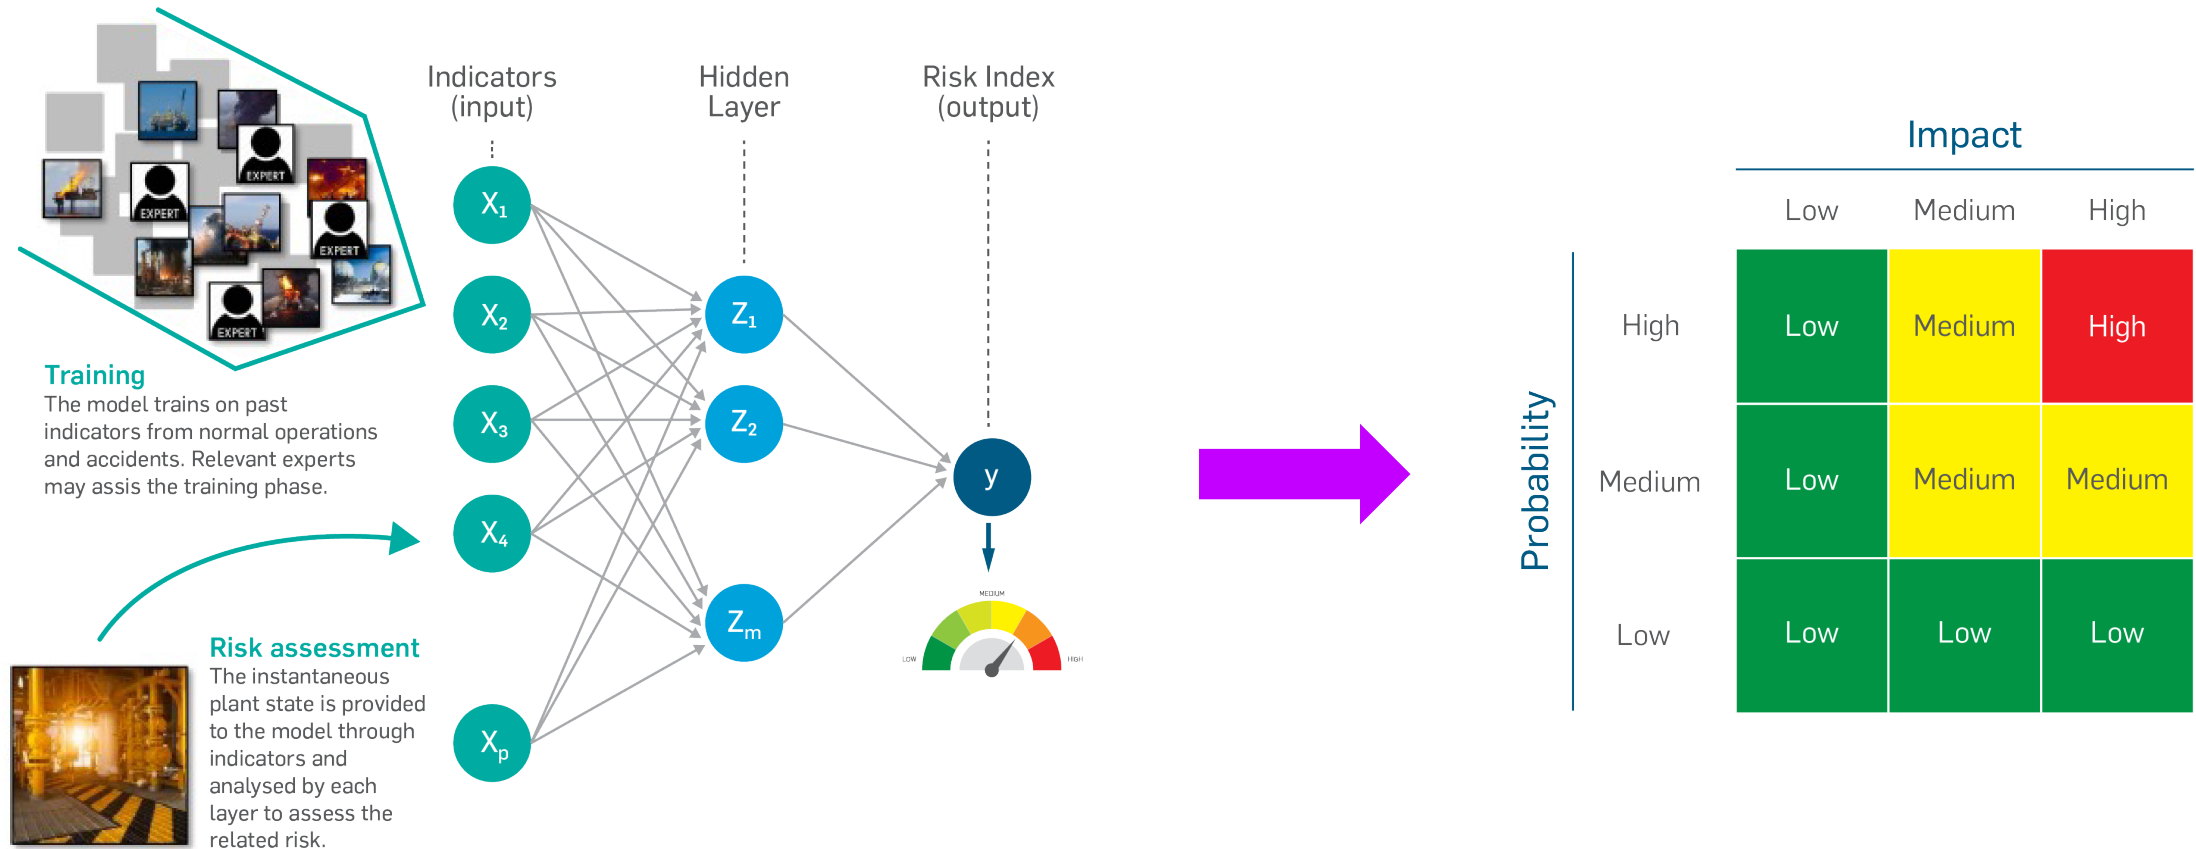 EXPERT
EXPERT
EXPERT
EXPERT
Training
The model trains on past
indicators from normal operations
and accidents. Relevant experts
may assis the training phase.
Risk assessment
The instantaneous
plant state is provided
to the model through
indicators and
analysed by each
layer to assess the
related risk.
Indicators
(input)
Hidden
Layer
Risk Index
(output)
X1
X2
X3
X4
Xp
Z1
Z2
Zm
y
MEDIUM
LOW
HIGH
Impact
Low Medium High
Probability
High Low Medium High
Medium Low Medium Medium
Low Low Low Low